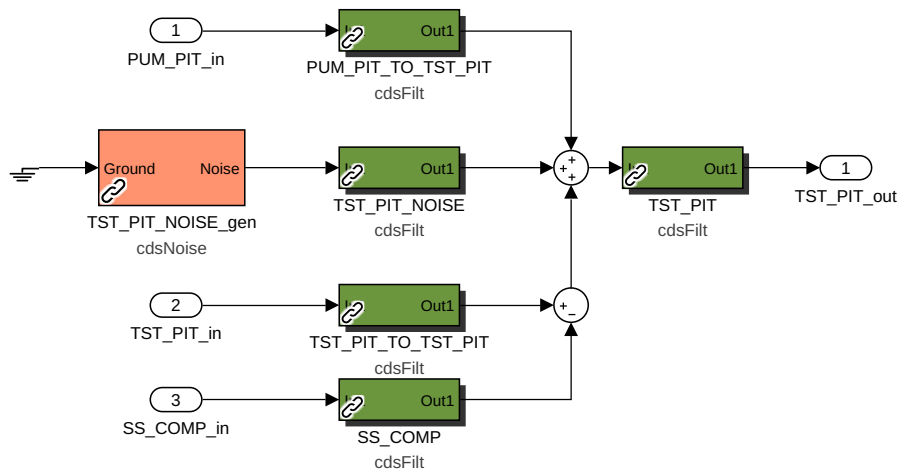 1
Out1
PUM_PIT_in
PUM_PIT_TO_TST_PIT
cdsFilt
Ground
Noise
Out1
+
+
+
Out1
1
TST_PIT_NOISE_gen
cdsNoise
TST_PIT_NOISE
cdsFilt
TST_PIT
cdsFilt
TST_PIT_out
2
Out1
+
−
TST_PIT_in
TST_PIT_TO_TST_PIT
cdsFilt
3
Out1
SS_COMP_in
SS_COMP
cdsFilt